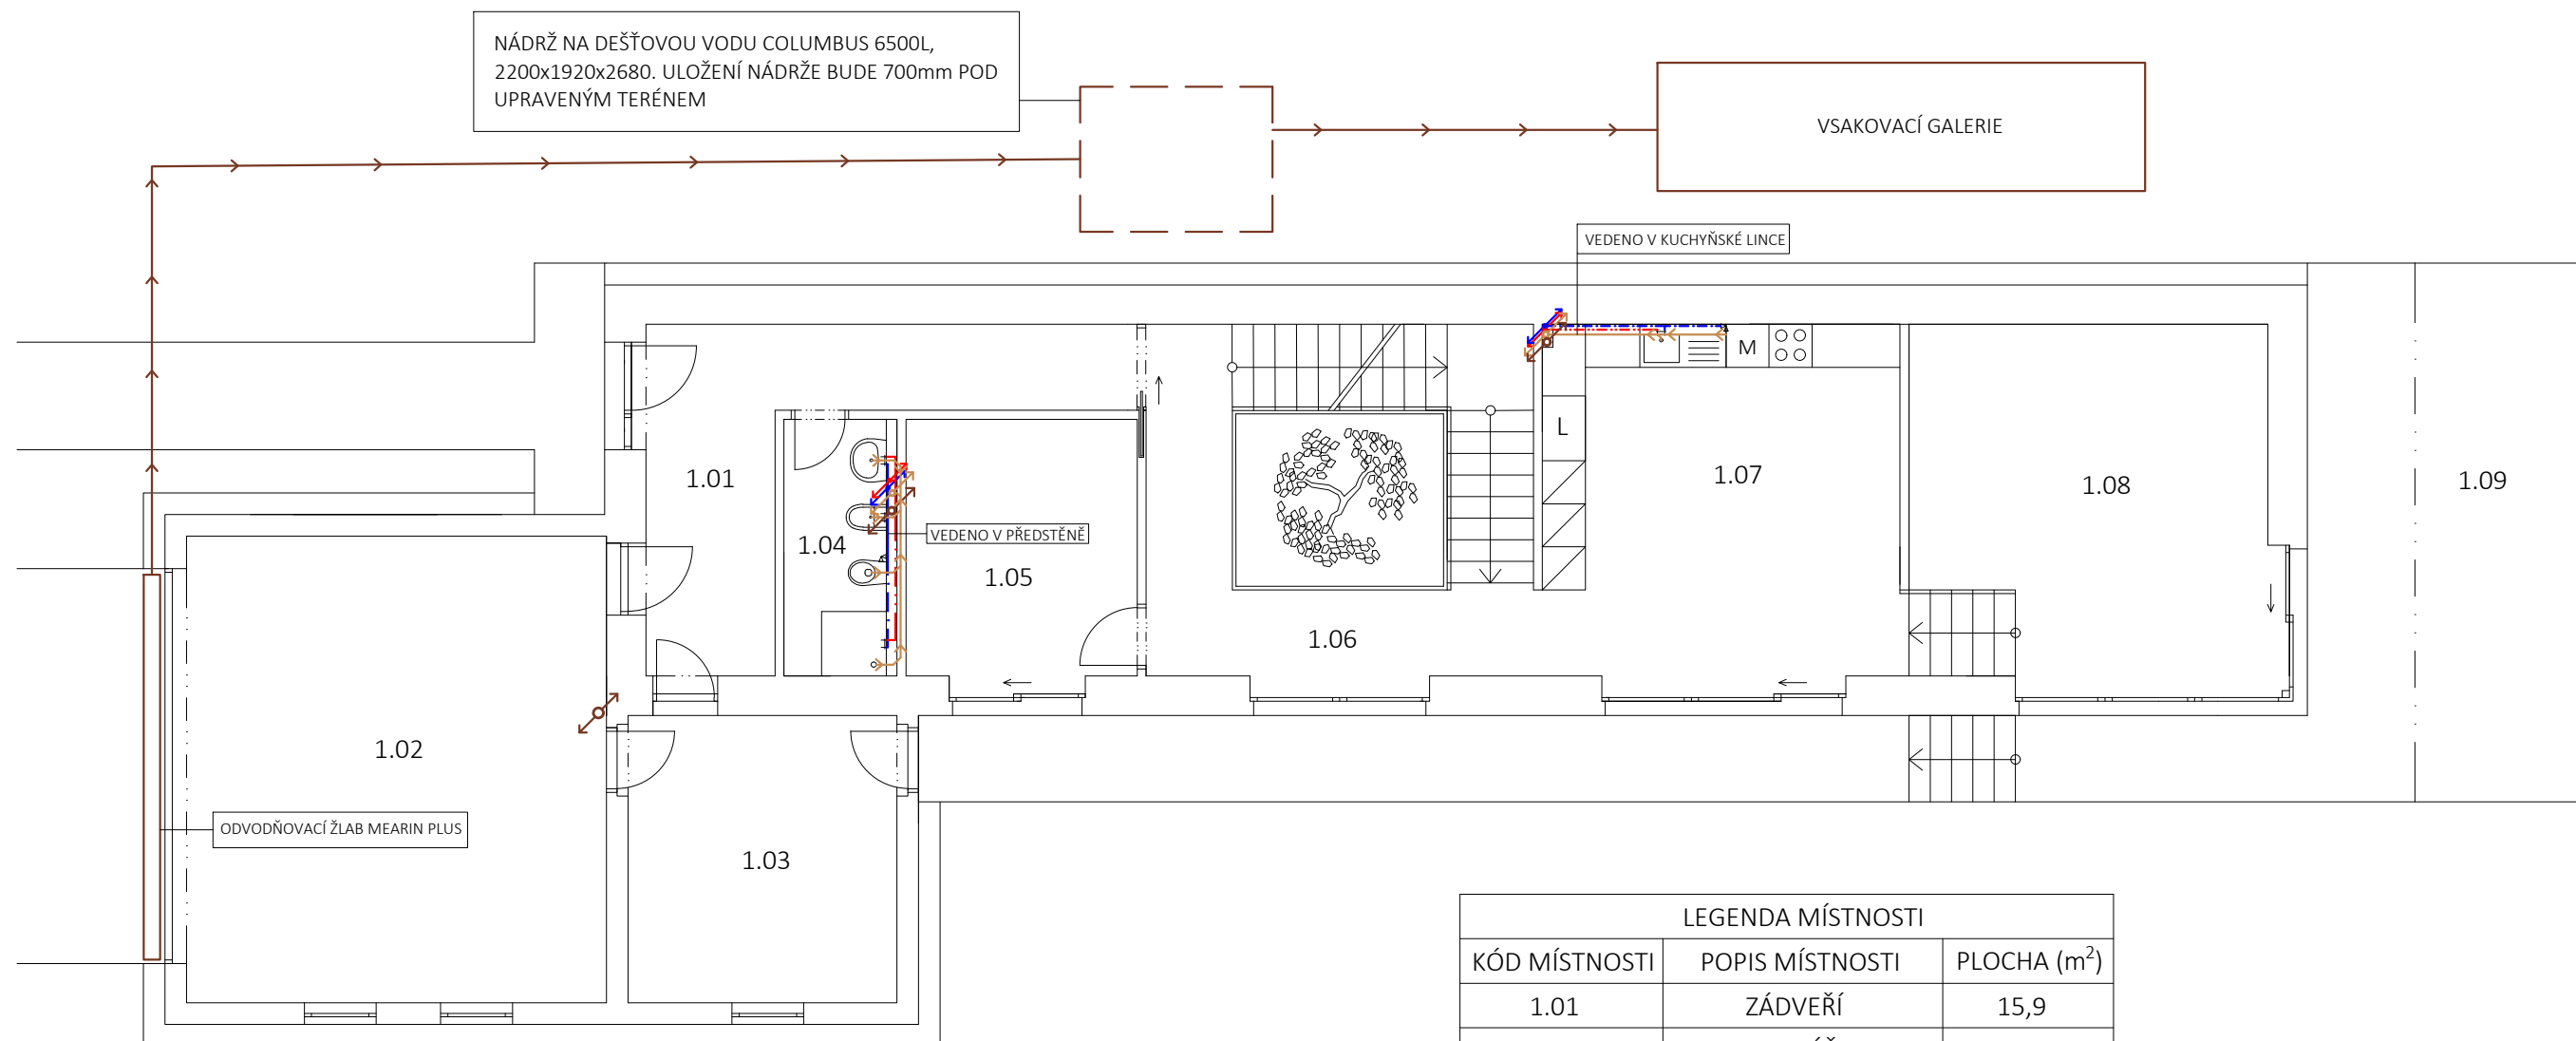 NÁDRŽ NA DEŠŤOVOU VODU COLUMBUS 6500L,
2200x1920x2680. ULOŽENÍ NÁDRŽE BUDE 700mm POD
UPRAVENÝM TERÉNEM
VSAKOVACÍ GALERIE
VEDENO V KUCHYŇSKÉ LINCE
M
L
1.01
1.07
1.08
1.09
1.04
VEDENO V PŘEDSTĚNĚ
1.05
1.06
1.02
ODVODŇOVACÍ ŽLAB MEARIN PLUS
1.03
LEGENDA MÍSTNOSTI
KÓD MÍSTNOSTI POPIS MÍSTNOSTI PLOCHA (m²)
1.01 ZÁDVEŘÍ 15,9